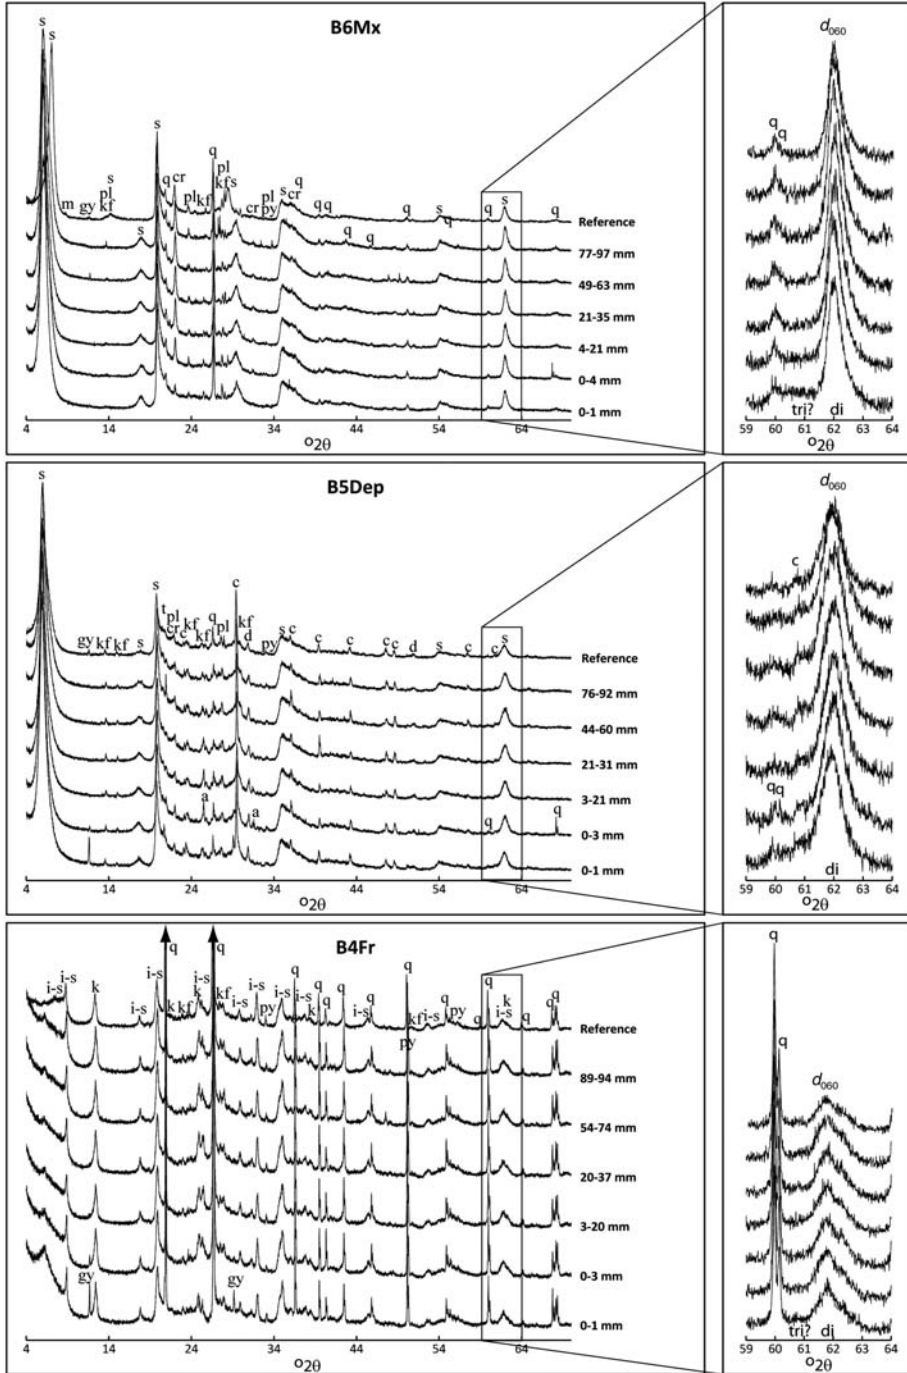 B6Mx
s
s
s
q
cr
pl
kf s
q
s
pl
kf
m gy
pl kf
cr
pl
py
s cr
q q
q
s
q
q
s
q
s
q
q
Reference
77-97 mm
49-63 mm
21-35 mm
4-21 mm
0-4 mm
0-1 mm
4 14 24 34 44 54 64
o2θ
d060
q
q
tri? di
59 60 61 62 63 64
o2θ
B5Dep
s
s
c
t
pl
cr
kf
c
q
kf pl
kf
d
gy kf kf s
py
s c
c
c
c c
d
s
c
c
s
Reference
76-92 mm
44-60 mm
21-31 mm
3-21 mm
a
a
q
q
0-3 mm
0-1 mm
4 14 24 34 44 54 64
o2θ
d060
c
q q
di
59 60 61 62 63 64
o2θ
B4Fr
q
q
i-s
i-s
k
i-s
i-s
k kf
i-s
k
kf
i-s
i-s
py
i-s
q
i-s
k
q
q
q
i-s
q
q
kf i-s
py
q
py
q
q
k
i-s
q
q
q
Reference
89-94 mm
54-74 mm
20-37 mm
3-20 mm
0-3 mm
gy
gy
0-1 mm
4 14 24 34 44 54 64
o2θ
q
q
d060
tri? di
59 60 61 62 63 64
o2θ